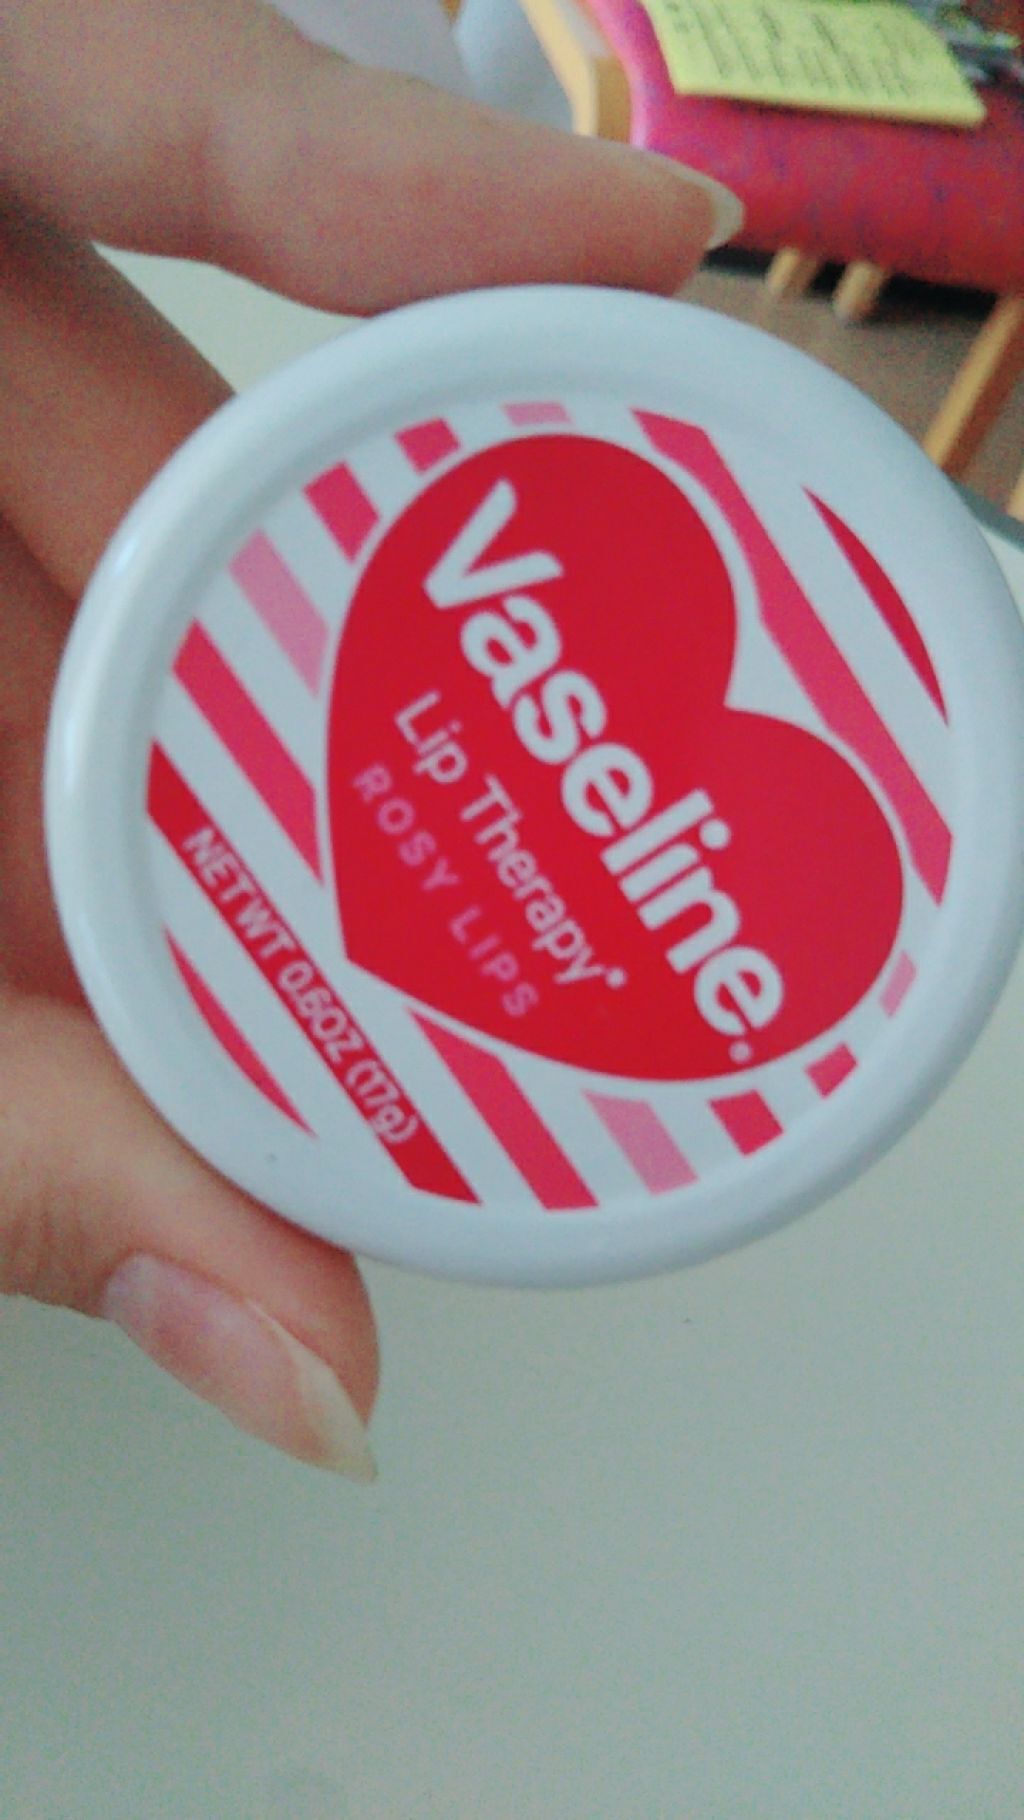 Vaseline.
Lip Therapy®
ROSY LIPS
NET WT 0.6OZ (17g)